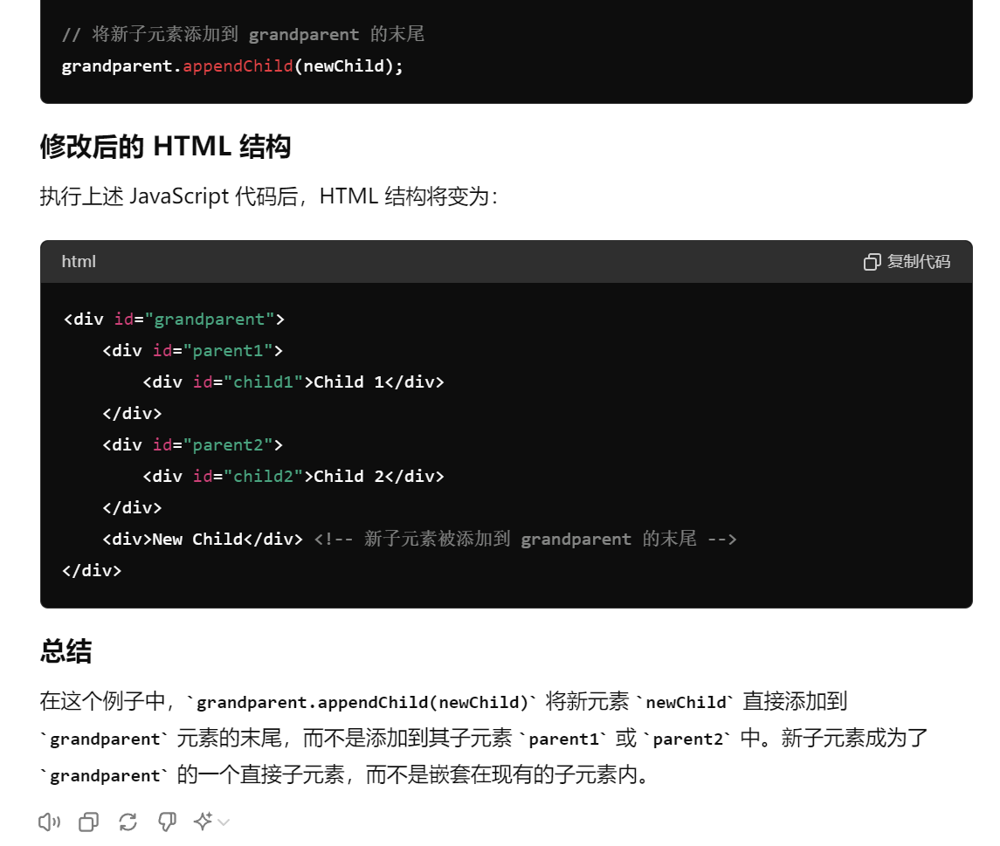 // 将新子元素添加到 grandparent 的末尾
grandparent.appendChild(newChild);
修改后的 HTML 结构
执行上述 JavaScript 代码后，HTML 结构将变为：
html 复制代码
<div id="grandparent">
    <div id="parent1">
        <div id="child1">Child 1</div>
    </div>
    <div id="parent2">
        <div id="child2">Child 2</div>
    </div>
    <div>New Child</div> <!-- 新子元素被添加到 grandparent 的末尾 -->
</div>
总结
在这个例子中，`grandparent.appendChild(newChild)` 将新元素 `newChild` 直接添加到
`grandparent` 元素的末尾，而不是添加到其子元素 `parent1` 或 `parent2` 中。新子元素成为了
`grandparent` 的一个直接子元素，而不是嵌套在现有的子元素内。